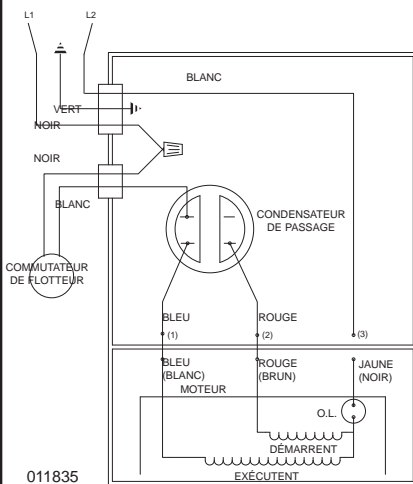 L1 L2
BLANC
VERT
NOIR
NOIR
BLANC
CONDENSATEUR
DE PASSAGE
COMMUTATEUR
DE FLOTTEUR
BLEU ROUGE
(1) (2) (3)
BLEU
(BLANC)
ROUGE
(BRUN)
JAUNE
(NOIR)
MOTEUR
O.L.
DÉMARRENT
EXÉCUTENT
011835